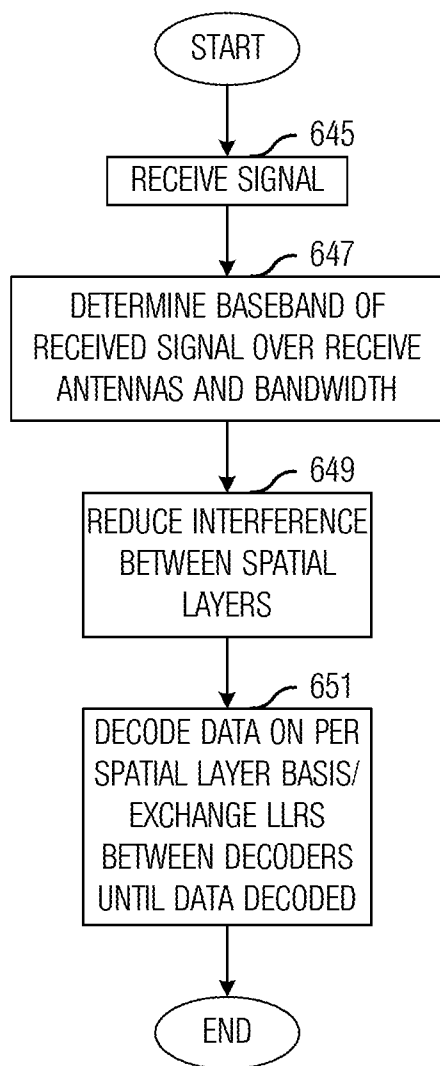 START
645
RECEIVE SIGNAL
647
DETERMINE BASEBAND OF
RECEIVED SIGNAL OVER RECEIVE
ANTENNAS AND BANDWIDTH
649
REDUCE INTERFERENCE
BETWEEN SPATIAL
LAYERS
651
DECODE DATA ON PER
SPATIAL LAYER BASIS/
EXCHANGE LLRS
BETWEEN DECODERS
UNTIL DATA DECODED
END